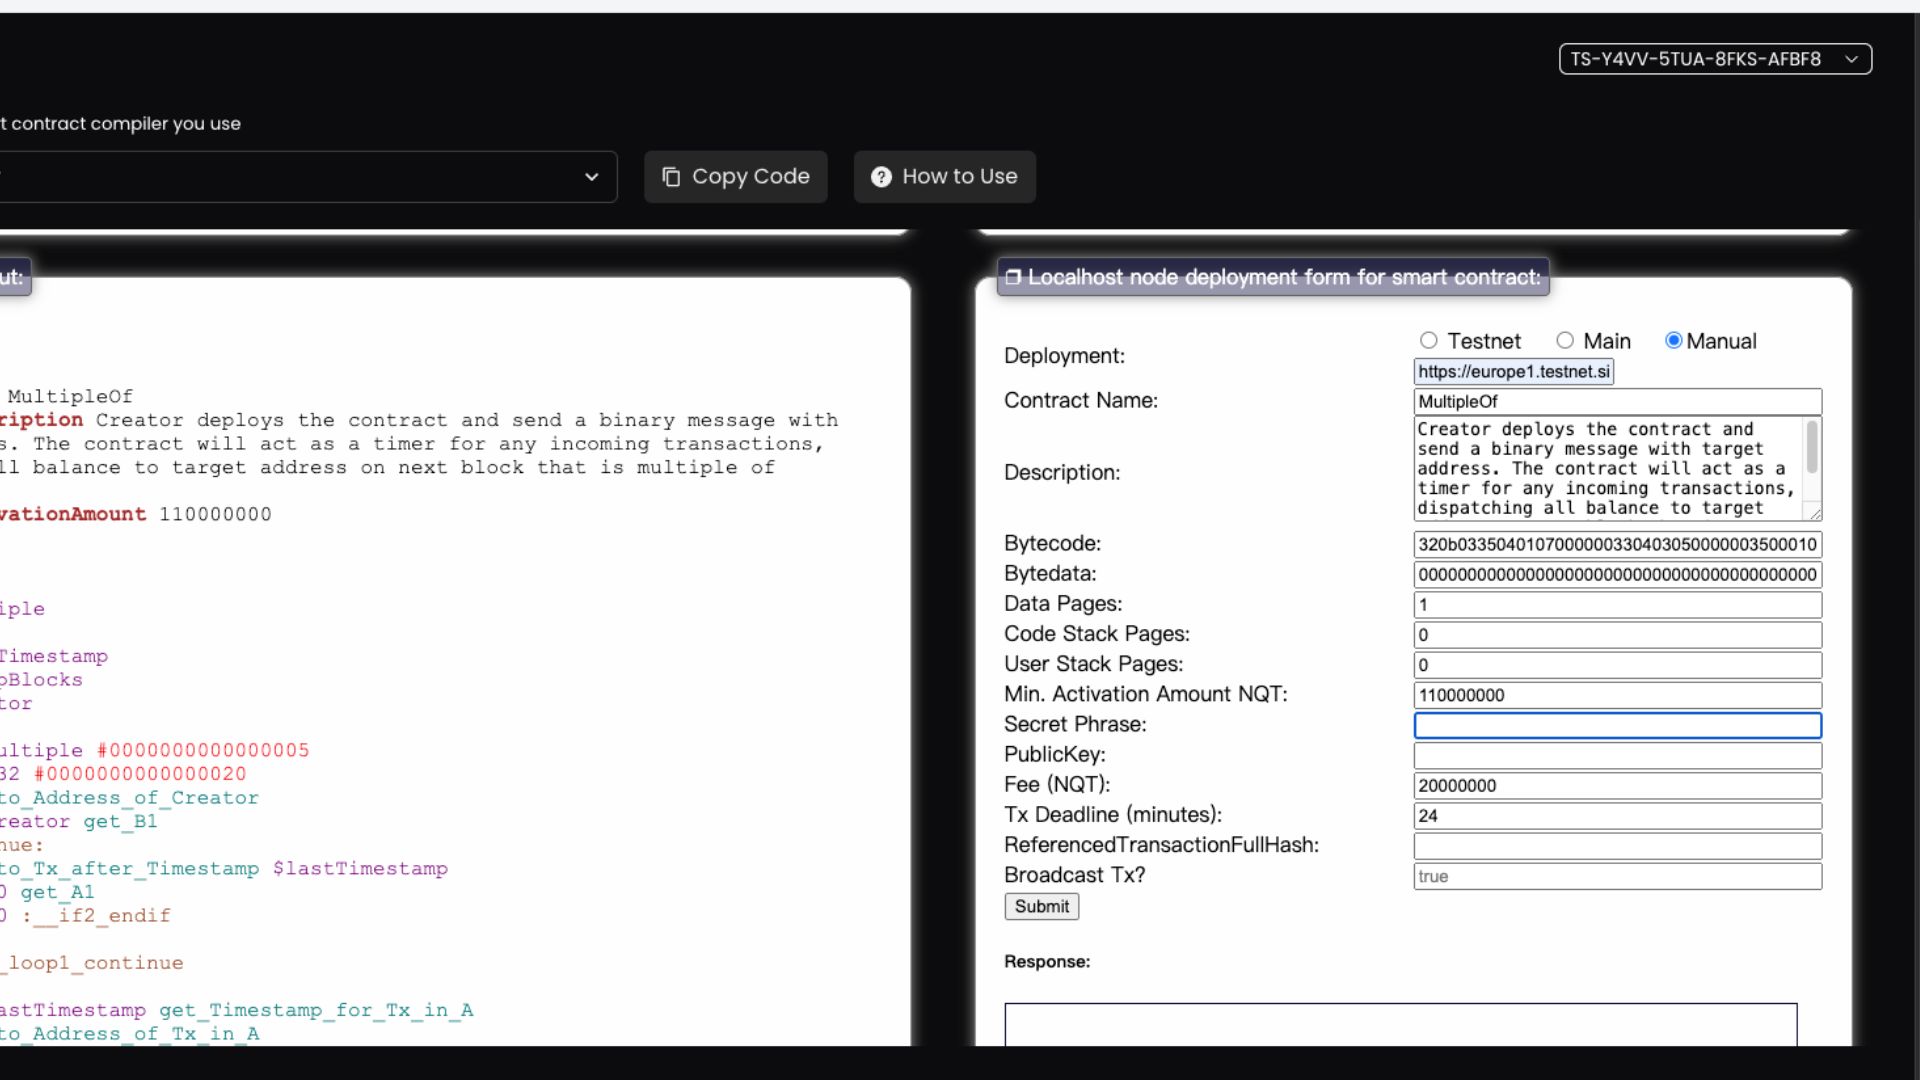 TS-Y4VV-5TUA-8FKS-AFBF8
t contract compiler you use
Copy Code
How to Use
ut:
MultipleOf
ription Creator deploys the contract and send a binary message with
s. The contract will act as a timer for any incoming transactions,
ll balance to target address on next block that is multiple of
vationAmount 110000000
iple
Timestamp
pBlocks
tor
ultiple #0000000000000005
32 #0000000000000020
to_Address_of_Creator
reator get_B1
nue:
to_Tx_after_Timestamp $lastTimestamp
0 get_A1
0 :__if2_endif
_loop1_continue
astTimestamp get_Timestamp_for_Tx_in_A
to_Address_of_Tx_in_A
Localhost node deployment form for smart contract:
Deployment:
Testnet Main Manual
https://europe1.testnet.si
Contract Name: MultipleOf
Description:
Creator deploys the contract and
send a binary message with target
address. The contract will act as a
timer for any incoming transactions,
dispatching all balance to target
Bytecode: 320b03350401070000003304030500000003500010
Bytedata: 00000000000000000000000000000000000000000
Data Pages: 1
Code Stack Pages: 0
User Stack Pages: 0
Min. Activation Amount NQT: 110000000
Secret Phrase:
PublicKey:
Fee (NQT): 20000000
Tx Deadline (minutes): 24
ReferencedTransactionFullHash:
Broadcast Tx? true
Submit
Response: